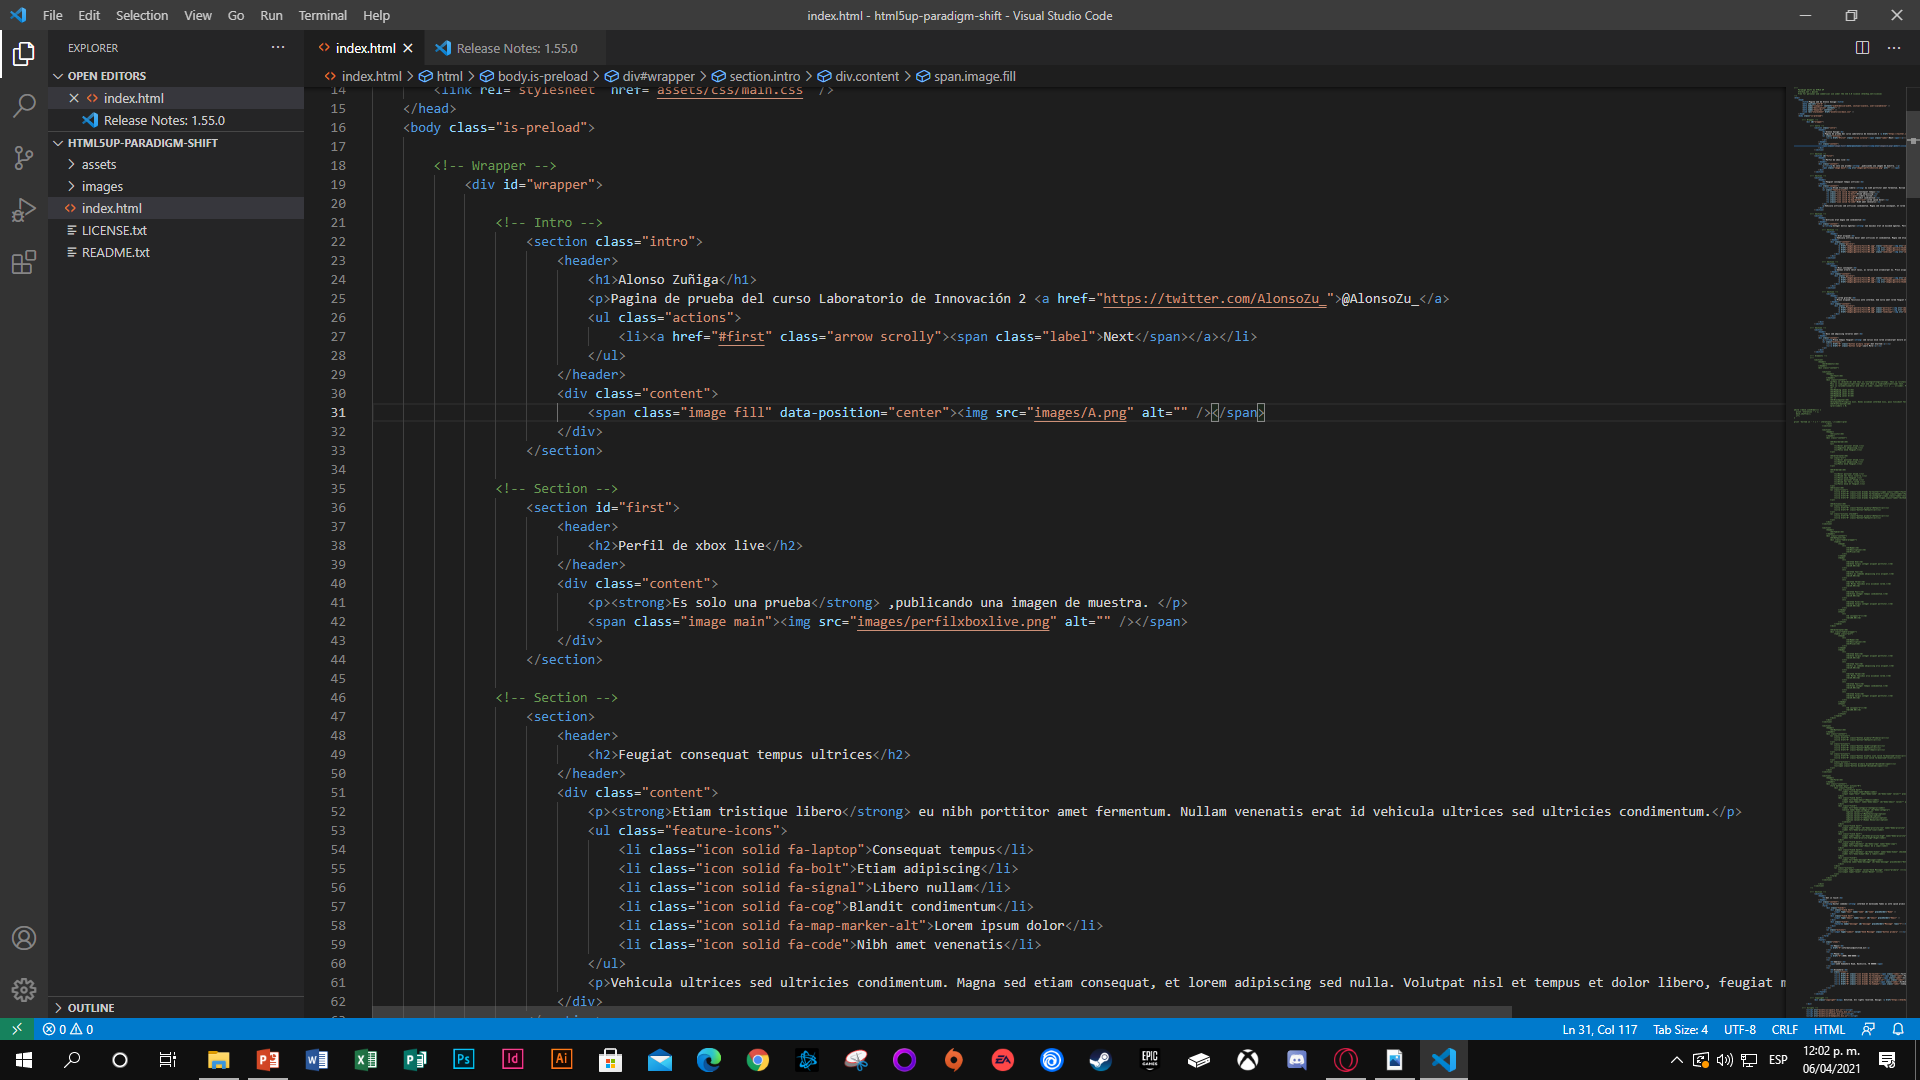 File Edit Selection View Go Run Terminal Help
index.html - html5up-paradigm-shift - Visual Studio Code
EXPLORER
OPEN EDITORS
index.html
Release Notes: 1.55.0
HTML5UP-PARADIGM-SHIFT
assets
images
index.html
LICENSE.txt
README.txt
OUTLINE
index.html Release Notes: 1.55.0
index.html > html > body.is-preload > div#wrapper > section.intro > div.content > span.image.fill
14 <link rel="stylesheet" href="assets/css/main.css" />
15 </head>
16 <body class="is-preload">
17
18 <!-- Wrapper -->
19 <div id="wrapper">
20
21 <!-- Intro -->
22 <section class="intro">
23 <header>
24 <h1>Alonso Zuñiga</h1>
25 <p>Pagina de prueba del curso Laboratorio de Innovación 2 <a href="https://twitter.com/AlonsoZu_">@AlonsoZu_</a>
26 <ul class="actions">
27 <li><a href="#first" class="arrow scrolly"><span class="label">Next</span></a></li>
28 </ul>
29 </header>
30 <div class="content">
31 <span class="image fill" data-position="center"><img src="images/A.png" alt="" /></span>
32 </div>
33 </section>
34
35 <!-- Section -->
36 <section id="first">
37 <header>
38 <h2>Perfil de xbox live</h2>
39 </header>
40 <div class="content">
41 <p><strong>Es solo una prueba</strong> ,publicando una imagen de muestra. </p>
42 <span class="image main"><img src="images/perfilxboxlive.png" alt="" /></span>
43 </div>
44 </section>
45
46 <!-- Section -->
47 <section>
48 <header>
49 <h2>Feugiat consequat tempus ultrices</h2>
50 </header>
51 <div class="content">
52 <p><strong>Etiam tristique libero</strong> eu nibh porttitor amet fermentum. Nullam venenatis erat id vehicula ultrices sed ultricies condimentum.</p>
53 <ul class="feature-icons">
54 <li class="icon solid fa-laptop">Consequat tempus</li>
55 <li class="icon solid fa-bolt">Etiam adipiscing</li>
56 <li class="icon solid fa-signal">Libero nullam</li>
57 <li class="icon solid fa-cog">Blandit condimentum</li>
58 <li class="icon solid fa-map-marker-alt">Lorem ipsum dolor</li>
59 <li class="icon solid fa-code">Nibh amet venenatis</li>
60 </ul>
61 <p>Vehicula ultrices sed ultricies condimentum. Magna sed etiam consequat, et lorem adipiscing sed nulla. Volutpat nisl et tempus et dolor libero, feugiat
62 </div>
0 0 Ln 31, Col 117 Tab Size: 4 UTF-8 CRLF HTML
ESP 12:02 p. m.
06/04/2021